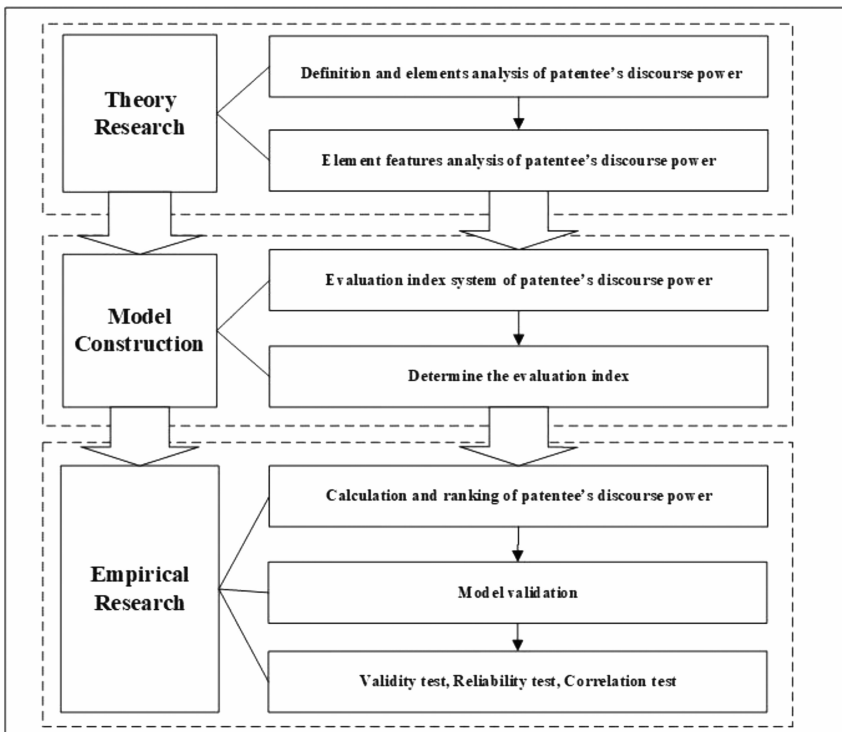 Theory
Research
Definition and elements analysis of patentee's discourse power
Element features analysis of patentee's discourse power
Model
Construction
Evaluation index system of patentee's discourse power
Determine the evaluation index
Empirical
Research
Calculation and ranking of patentee's discourse power
Model validation
Validity test, Reliability test, Correlation test